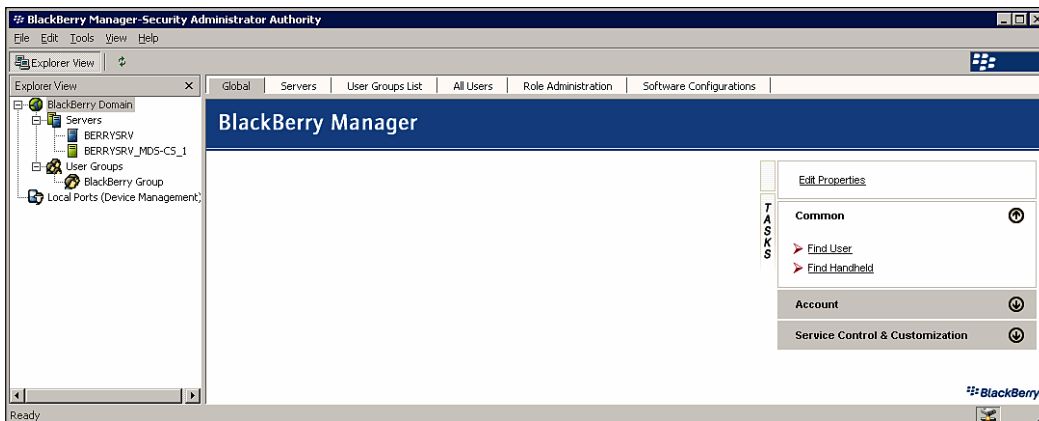 BlackBerry Manager-Security Administrator Authority
File Edit Tools View Help
Explorer View
Explorer View
Global Servers User Groups List All Users Role Administration Software Configurations
BlackBerry Domain
Servers
BERRYSRV
BERRYSRV_MDS-CS_1
User Groups
BlackBerry Group
Local Ports (Device Management)
BlackBerry Manager
TASKS
Edit Properties
Common
Find User
Find Handheld
Account
Service Control & Customization
BlackBerry
Ready